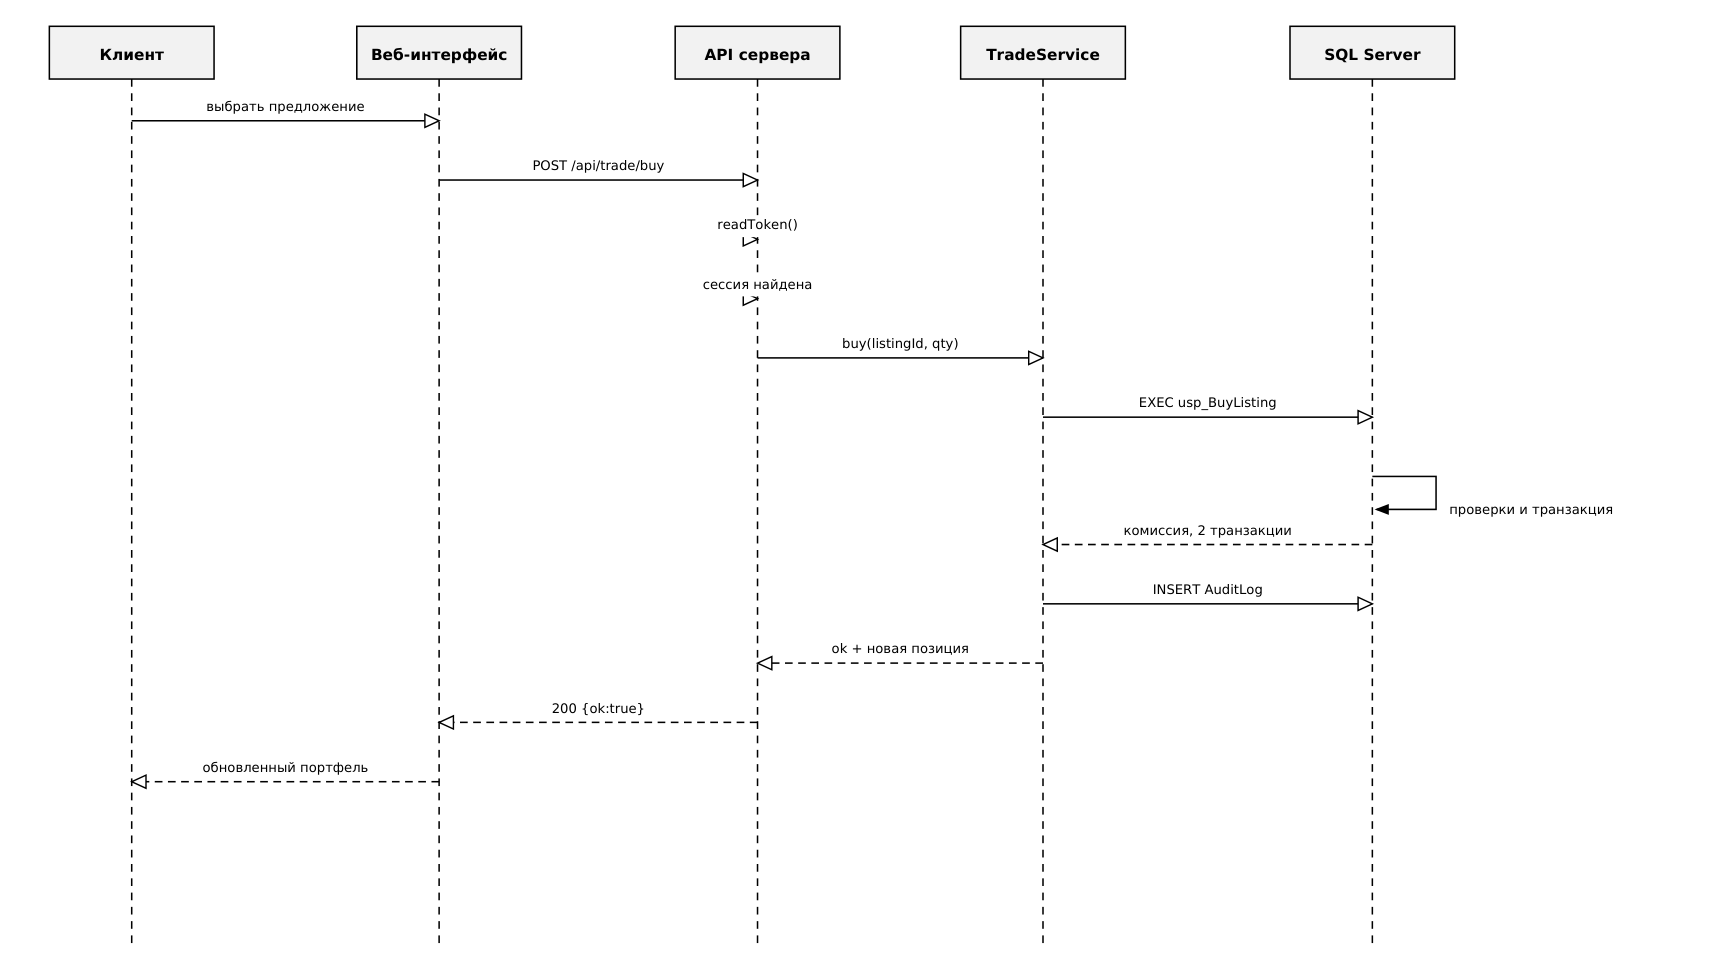 Клиент
Веб-интерфейс
API сервера
TradeService
SQL Server
выбрать предложение
POST /api/trade/buy
readToken()
сессия найдена
buy(listingId, qty)
EXEC usp_BuyListing
проверки и транзакция
комиссия, 2 транзакции
INSERT AuditLog
ok + новая позиция
200 {ok:true}
обновленный портфель